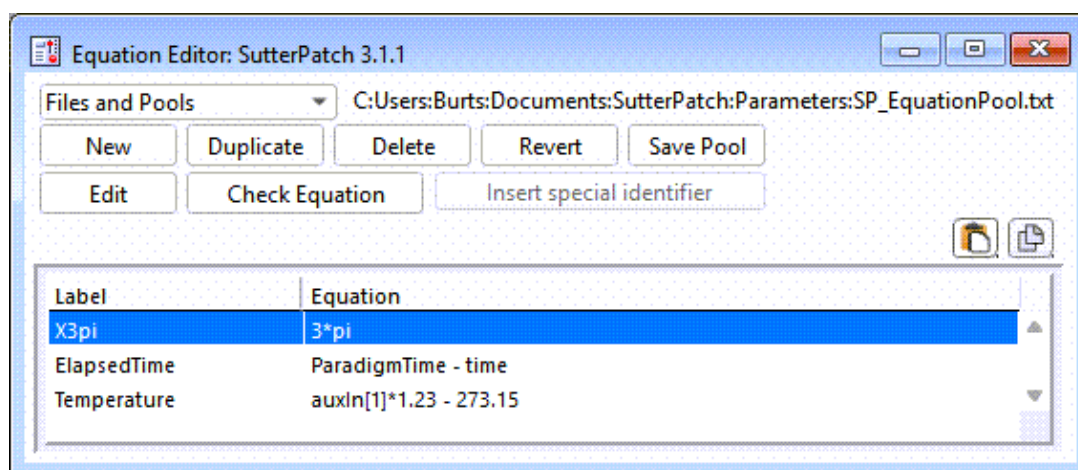 Equation Editor: SutterPatch 3.1.1
Files and Pools C:Users:Burts:Documents:SutterPatch:Parameters:SP_EquationPool.txt
New Duplicate Delete Revert Save Pool
Edit Check Equation Insert special identifier
Label Equation
X3pi 3*pi
ElapsedTime ParadigmTime - time
Temperature auxIn[1]*1.23 - 273.15